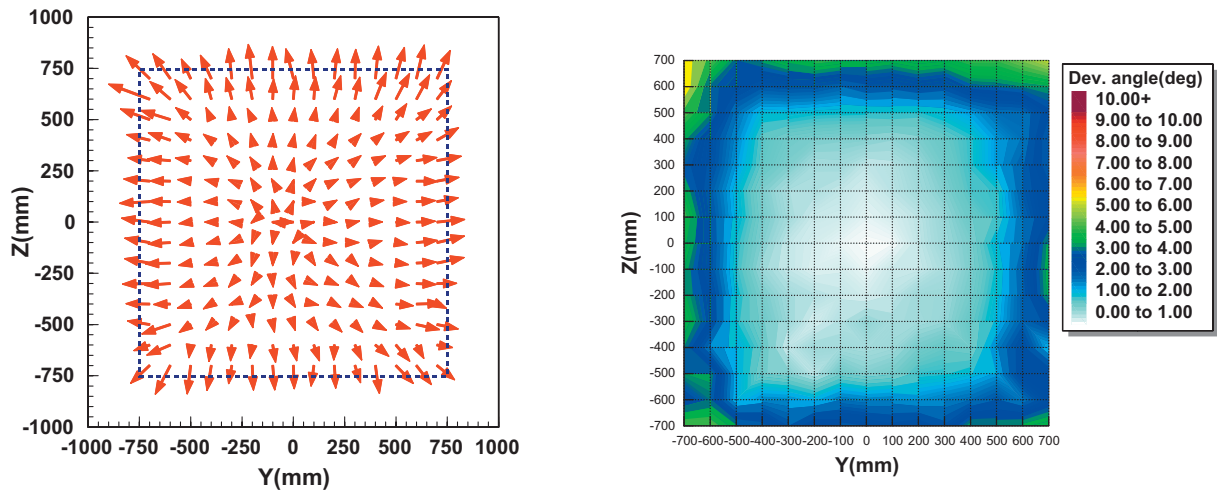 1000
750
500
250
0
-250
-500
-750
-1000
Z(mm)
-1000 -750 -500 -250 0 250 500 750 1000
Y(mm)
700
600
500
400
300
200
100
0
-100
-200
-300
-400
-500
-600
-700
Z(mm)
-700-600-500-400-300-200-100 0 100 200 300 400 500 600 700
Y(mm)
Dev. angle(deg)
10.00+
9.00 to 10.00
8.00 to 9.00
7.00 to 8.00
6.00 to 7.00
5.00 to 6.00
4.00 to 5.00
3.00 to 4.00
2.00 to 3.00
1.00 to 2.00
0.00 to 1.00